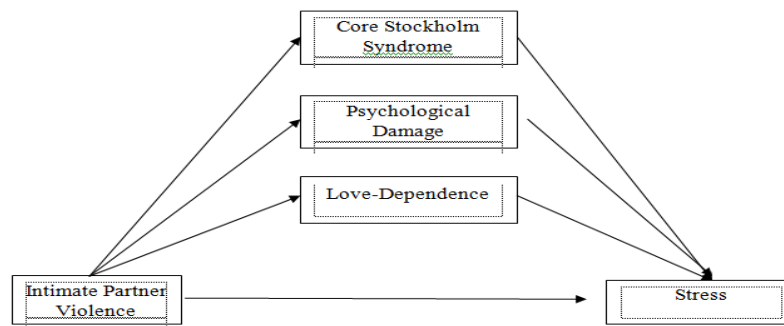 Core Stockholm
Syndrome
Psychological
Damage
Love-Dependence
Intimate Partner
Violence
Stress